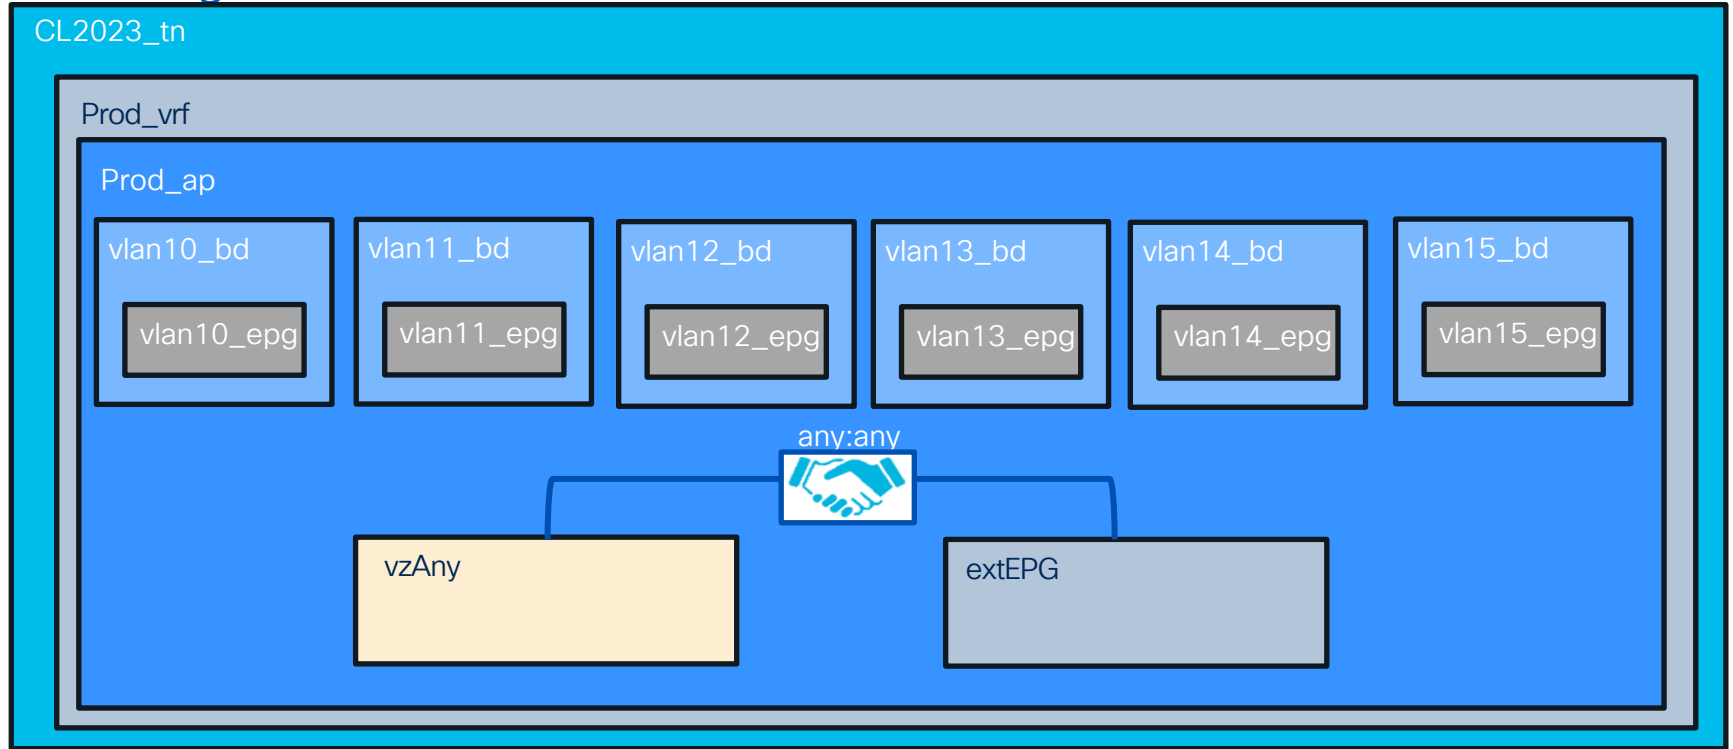 CL2023_tn
Prod_vrf
Prod_ap
vlan10_bd
vlan11_bd
vlan12_bd
vlan13_bd
vlan14_bd
vlan15_bd
vlan10_epg
vlan11_epg
vlan12_epg
vlan13_epg
vlan14_epg
vlan15_epg
any:any
vzAny
extEPG